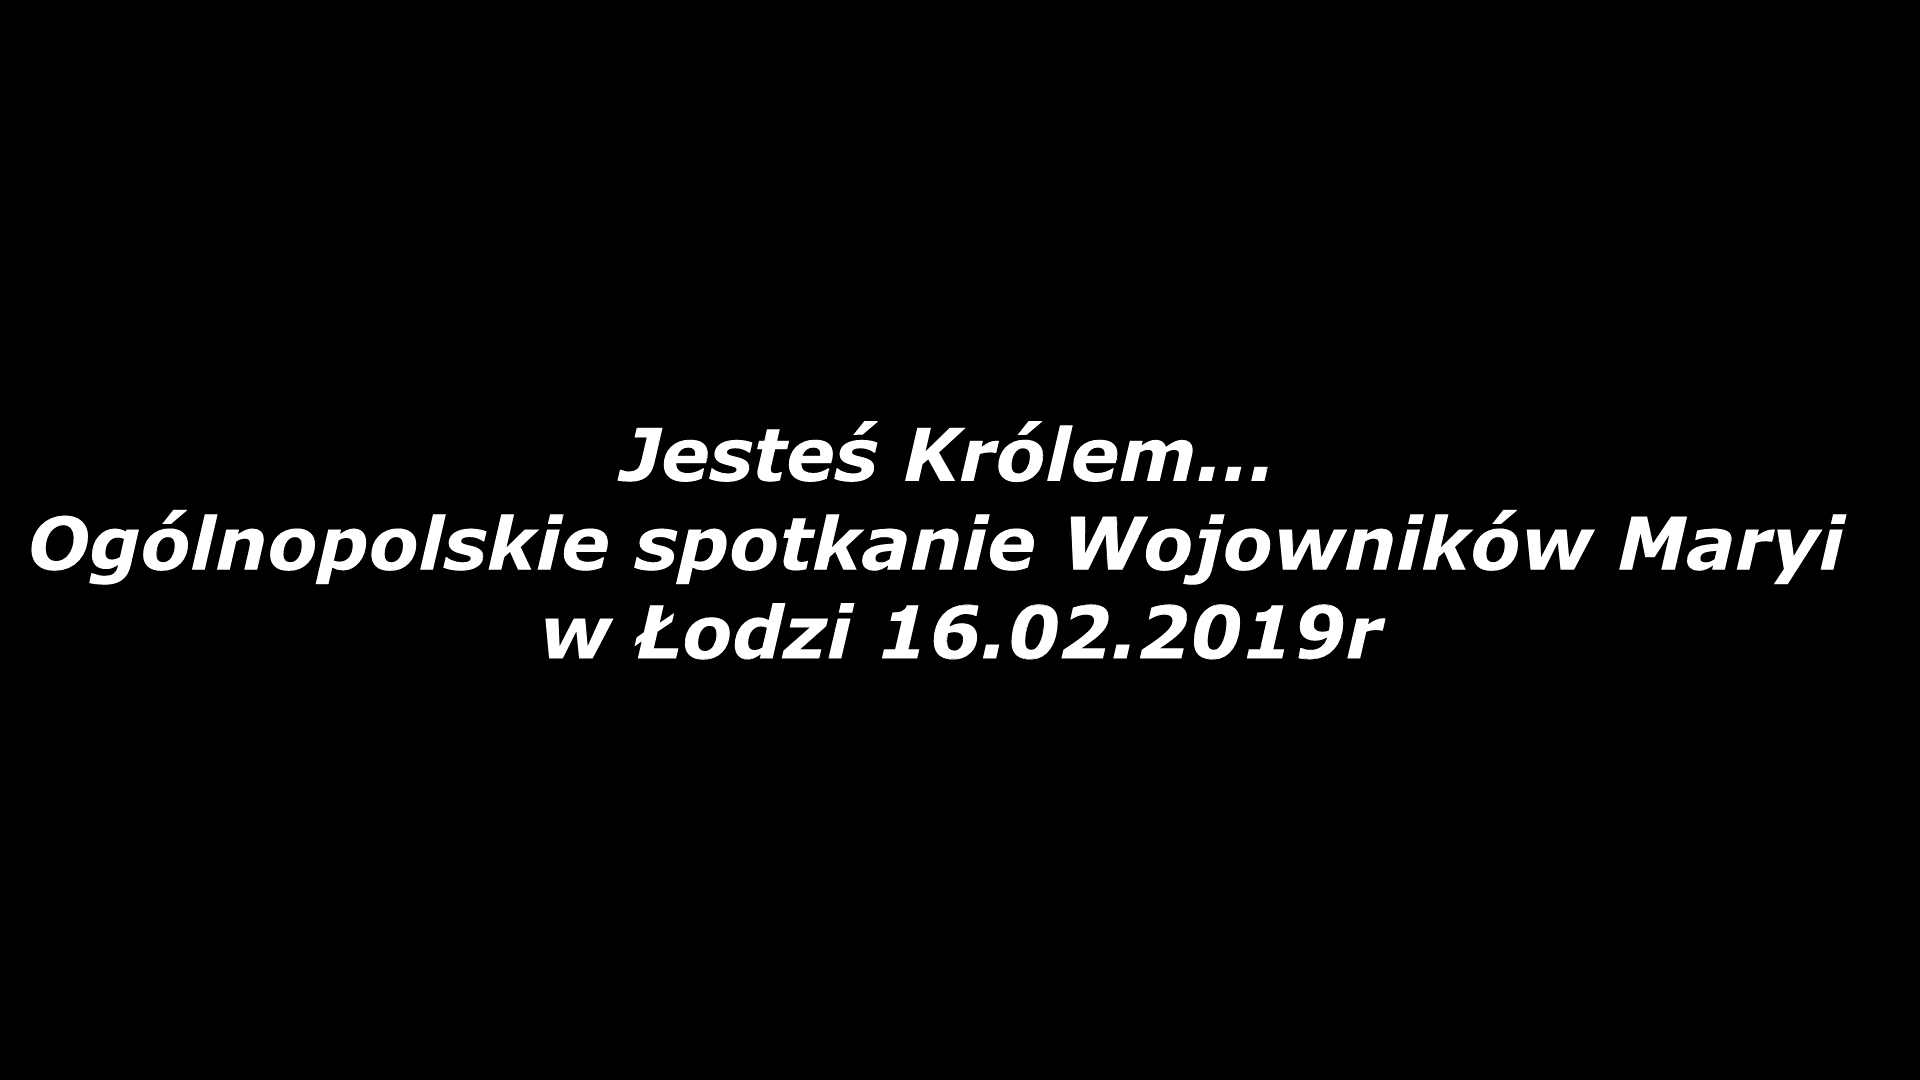 Jesteś Królem...
Ogólnopolskie spotkanie Wojowników Maryi
w Łodzi 16.02.2019r